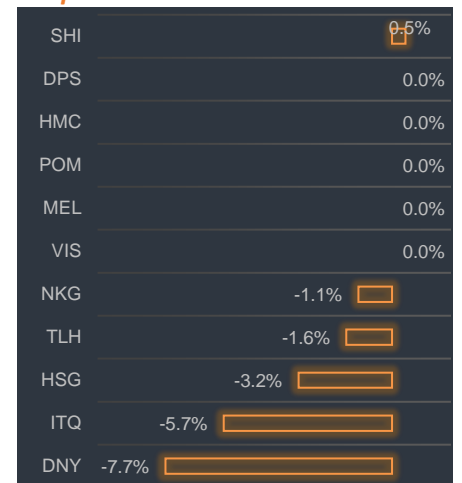 SHI 0.5%
DPS 0.0%
HMC 0.0%
POM 0.0%
MEL 0.0%
VIS 0.0%
NKG -1.1%
TLH -1.6%
HSG -3.2%
ITQ -5.7%
DNY -7.7%